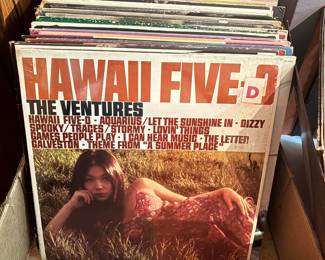 HAWAII FIVE-O
D
THE VENTURES
HAWAII FIVE-O • AQUARIUS/LET THE SUNSHINE IN • DIZZY
SPOOKY/TRACES/STORMY • LOVIN' THINGS
GAMES PEOPLE PLAY • I CAN HEAR MUSIC • THE LETTER
GALVESTON • THEME FROM "A SUMMER PLACE"